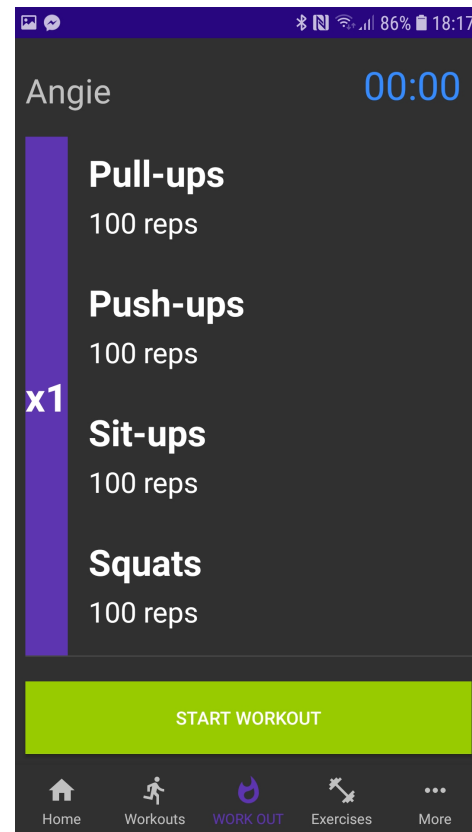 86% 18:17
Angie 00:00
Pull-ups
100 reps
Push-ups
100 reps
x1
Sit-ups
100 reps
Squats
100 reps
START WORKOUT
Home Workouts WORK OUT Exercises More